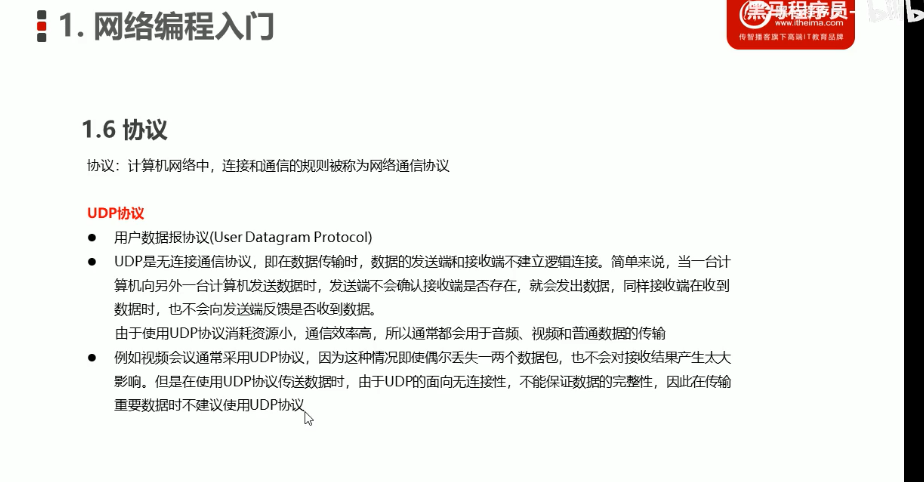 1. 网络编程入门
黑马程序员
www.itheima.com
传智播客旗下高端IT教育品牌
1.6 协议
协议：计算机网络中，连接和通信的规则被称为网络通信协议
UDP协议
● 用户数据报协议(User Datagram Protocol)
● UDP是无连接通信协议，即在数据传输时，数据的发送端和接收端不建立逻辑连接。简单来说，当一台计
算机向另外一台计算机发送数据时，发送端不会确认接收端是否存在，就会发出数据，同样接收端在收到
数据时，也不会向发送端反馈是否收到数据。
由于使用UDP协议消耗资源小，通信效率高，所以通常都会用于音频、视频和普通数据的传输
● 例如视频会议通常采用UDP协议，因为这种情况即使偶尔丢失一两个数据包，也不会对接收结果产生太大
影响。但是在使用UDP协议传送数据时，由于UDP的面向无连接性，不能保证数据的完整性，因此在传输
重要数据时不建议使用UDP协议